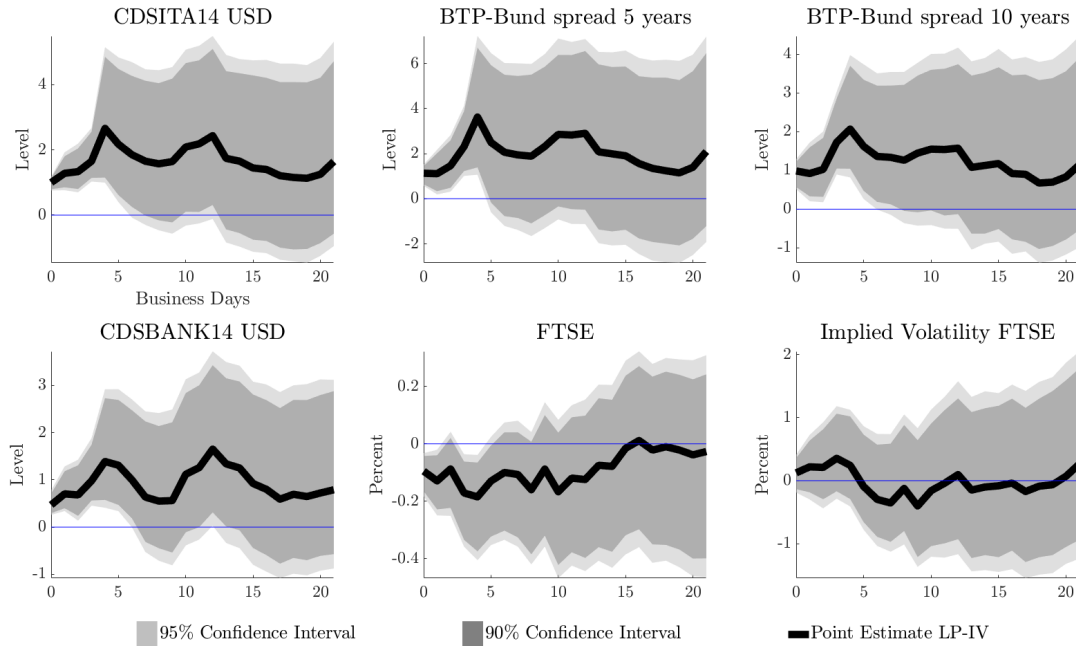 CDSITA14 USD
BTP-Bund spread 5 years
BTP-Bund spread 10 years
Level
4
2
0
0 5 10 15 20
Business Days
Level
6
4
2
0
-2
0 5 10 15 20
Level
4
3
2
1
0
-1
0 5 10 15 20
CDSBANK14 USD
FTSE
Implied Volatility FTSE
Level
3
2
1
0
-1
0 5 10 15 20
Percent
0.2
0
-0.2
-0.4
0 5 10 15 20
Percent
2
1
0
-1
0 5 10 15 20
95% Confidence Interval
90% Confidence Interval
Point Estimate LP-IV